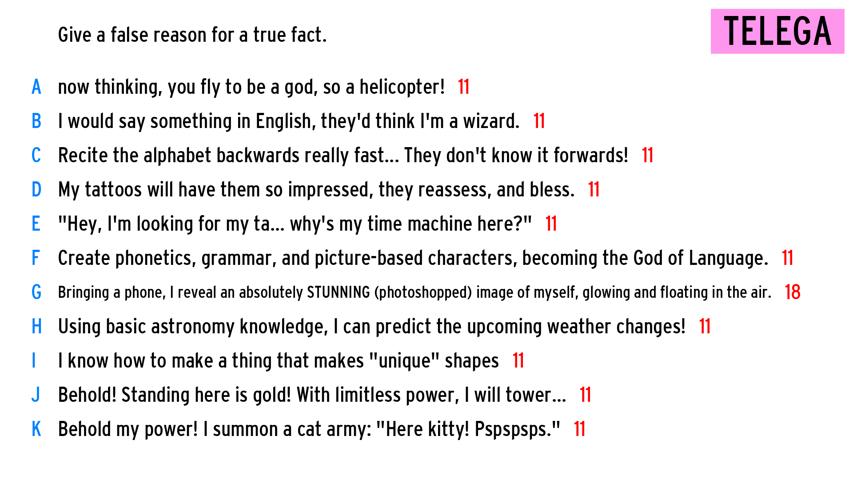 Give a false reason for a true fact.
TELEGA
A now thinking, you fly to be a god, so a helicopter! 11
B I would say something in English, they'd think I'm a wizard. 11
C Recite the alphabet backwards really fast... They don't know it forwards! 11
D My tattoos will have them so impressed, they reassess, and bless. 11
E "Hey, I'm looking for my ta... why's my time machine here?" 11
F Create phonetics, grammar, and picture-based characters, becoming the God of Language. 11
G Bringing a phone, I reveal an absolutely STUNNING (photoshopped) image of myself, glowing and floating in the air. 18
H Using basic astronomy knowledge, I can predict the upcoming weather changes! 11
I I know how to make a thing that makes "unique" shapes 11
J Behold! Standing here is gold! With limitless power, I will tower... 11
K Behold my power! I summon a cat army: "Here kitty! Pspspsps." 11